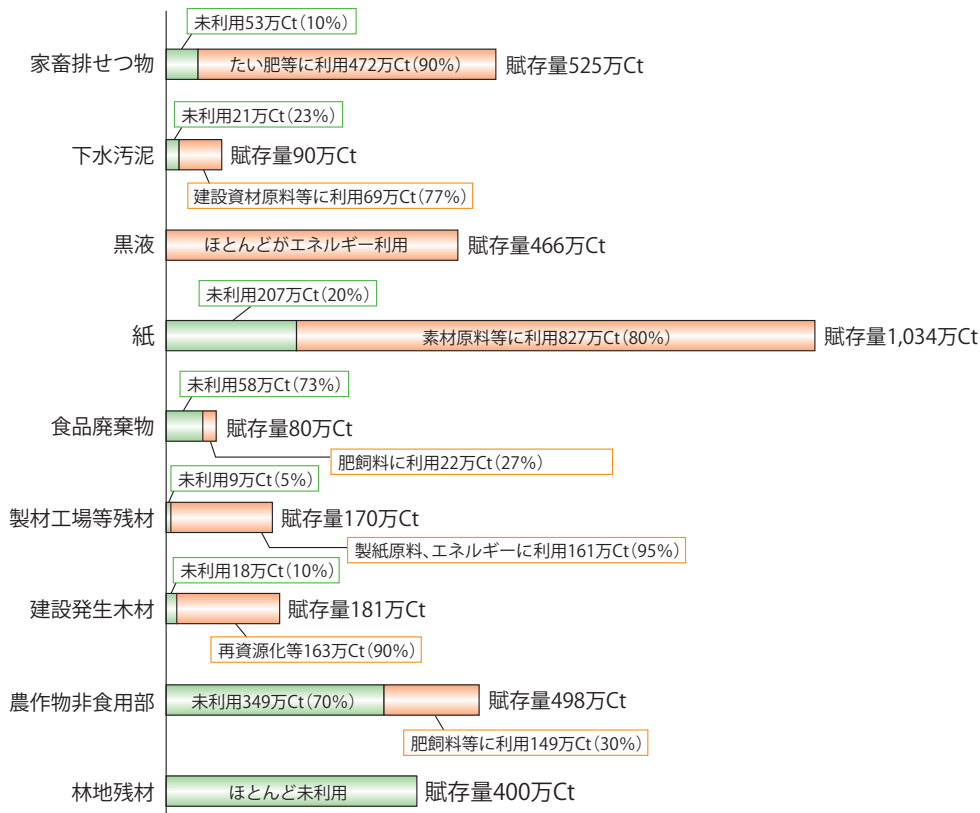 未利用53万Ct（10%）
家畜排せつ物
たい肥等に利用472万Ct（90%）
賦存量525万Ct
未利用21万Ct（23%）
下水汚泥
賦存量90万Ct
建設資材原料等に利用69万Ct（77%）
黒液
ほとんどがエネルギー利用
賦存量466万Ct
未利用207万Ct（20%）
紙
素材原料等に利用827万Ct（80%）
賦存量1,034万Ct
未利用58万Ct（73%）
食品廃棄物
賦存量80万Ct
肥飼料に利用22万Ct（27%）
未利用9万Ct（5%）
製材工場等残材
賦存量170万Ct
製紙原料、エネルギーに利用161万Ct（95%）
未利用18万Ct（10%）
建設発生木材
賦存量181万Ct
再資源化等163万Ct（90%）
農作物非食用部
未利用349万Ct（70%）
賦存量498万Ct
肥飼料等に利用149万Ct（30%）
林地残材
ほとんど未利用
賦存量400万Ct